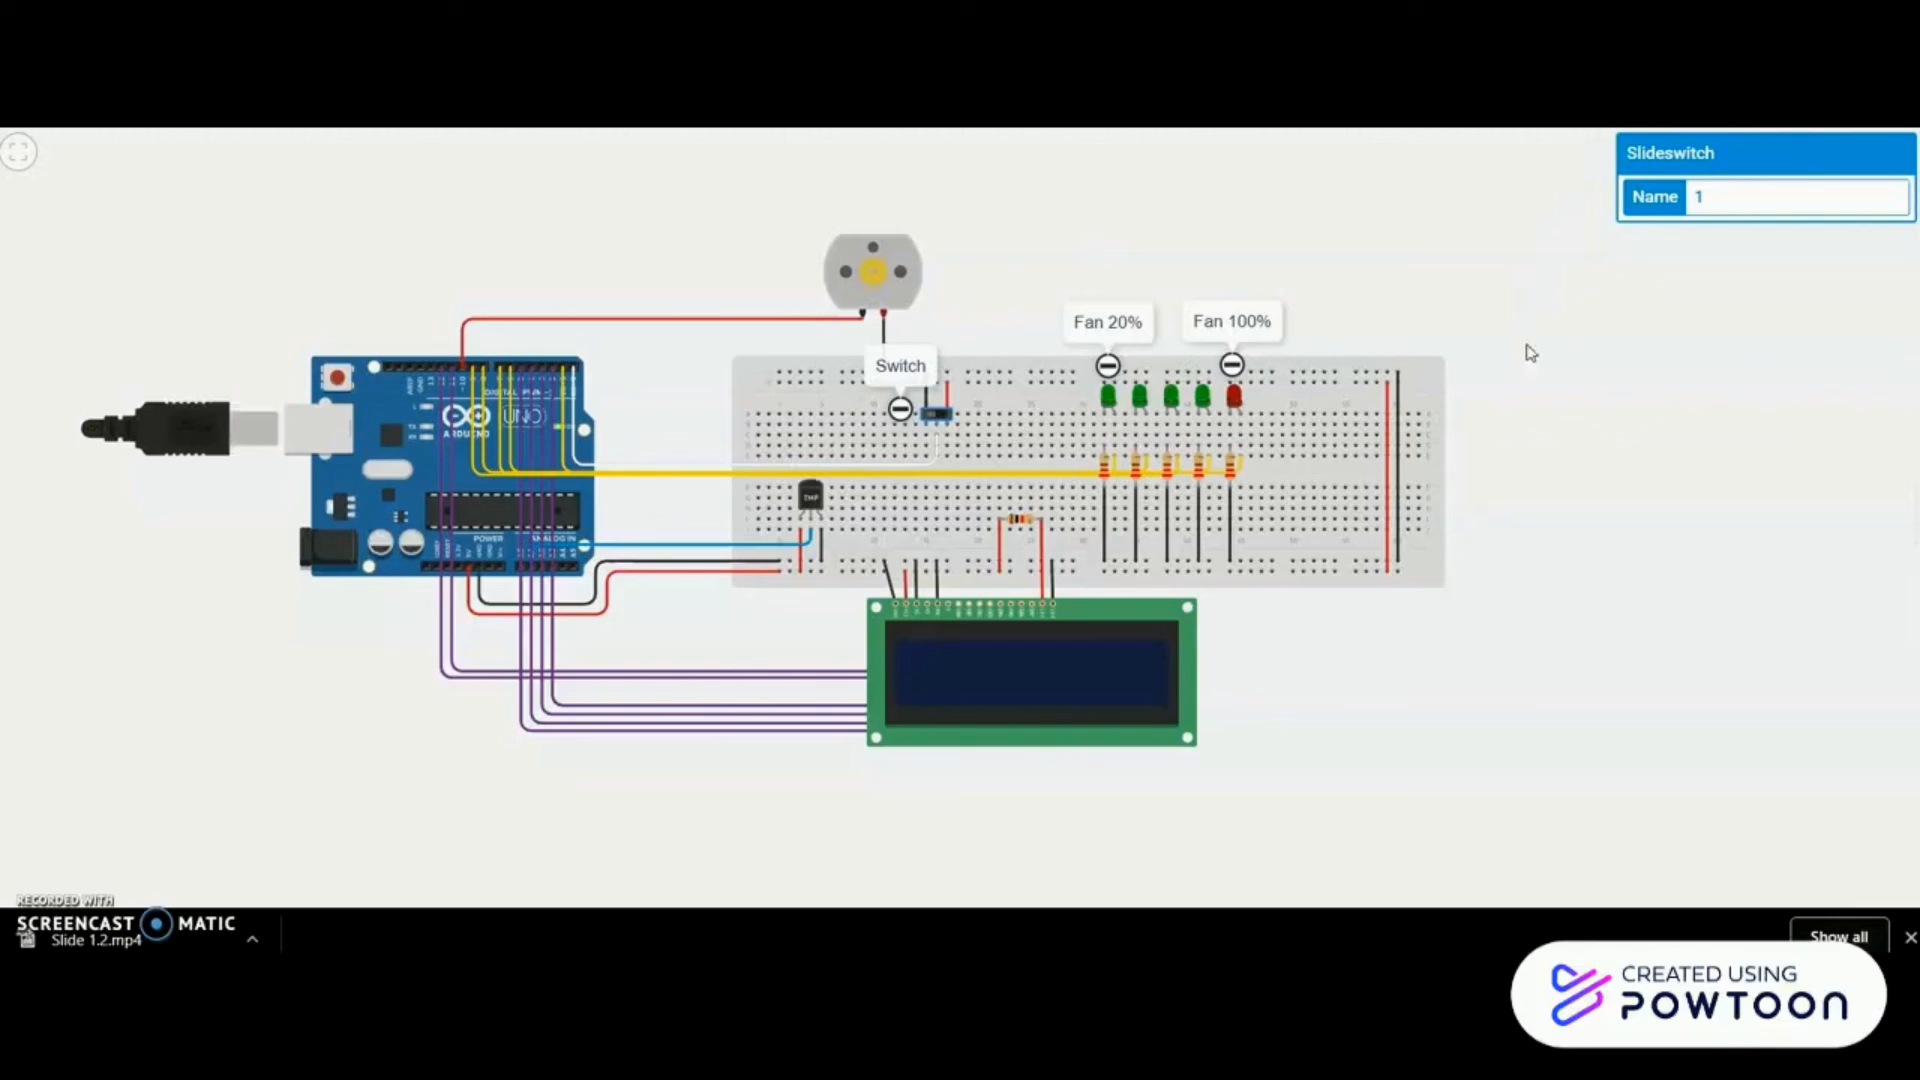 Slideswitch
Name 1
Fan 20%
Fan 100%
Switch
UNO
ARDUINO
TMP
POWER
ANALOG IN
RECORDED WITH
SCREENCAST MATIC
Slide 1.2.mp4
Show all
CREATED USING
POWTOON